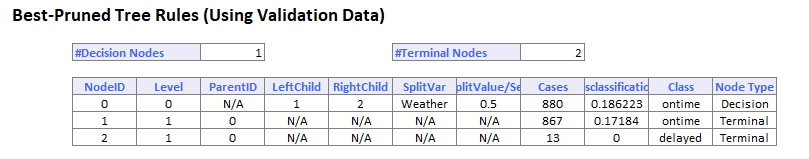 Best-Pruned Tree Rules (Using Validation Data)
#Decision Nodes 1 #Terminal Nodes 2
NodeID Level ParentID LeftChild RightChild SplitVar plitValue/Se Cases sclassificatic Class Node Type
0 0 N/A 1 2 Weather 0.5 880 0.186223 ontime Decision
1 1 0 N/A N/A N/A N/A 867 0.17184 ontime Terminal
2 1 0 N/A N/A N/A N/A 13 0 delayed Terminal